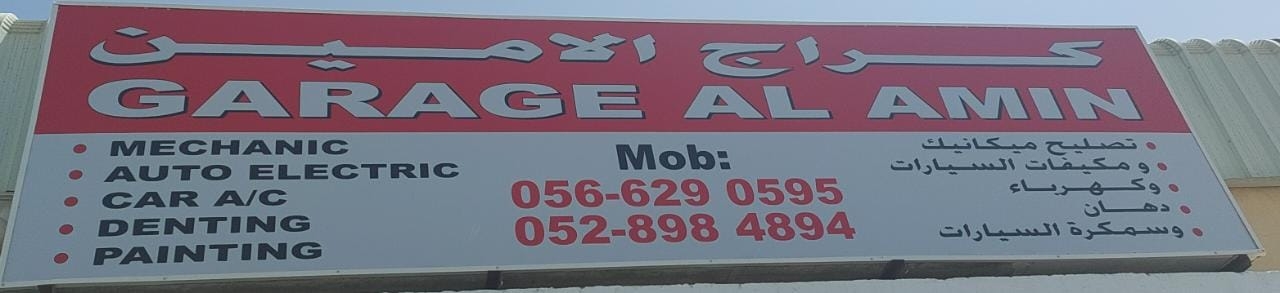 كراج الامين
GARAGE AL AMIN
• MECHANIC
• AUTO ELECTRIC
• CAR A/C
• DENTING
• PAINTING
Mob:
056-629 0595
052-898 4894
• تصليح ميكانيك
• و مكيفات السيارات
• وكهرباء
• دهان
• وسمكرة السيارات